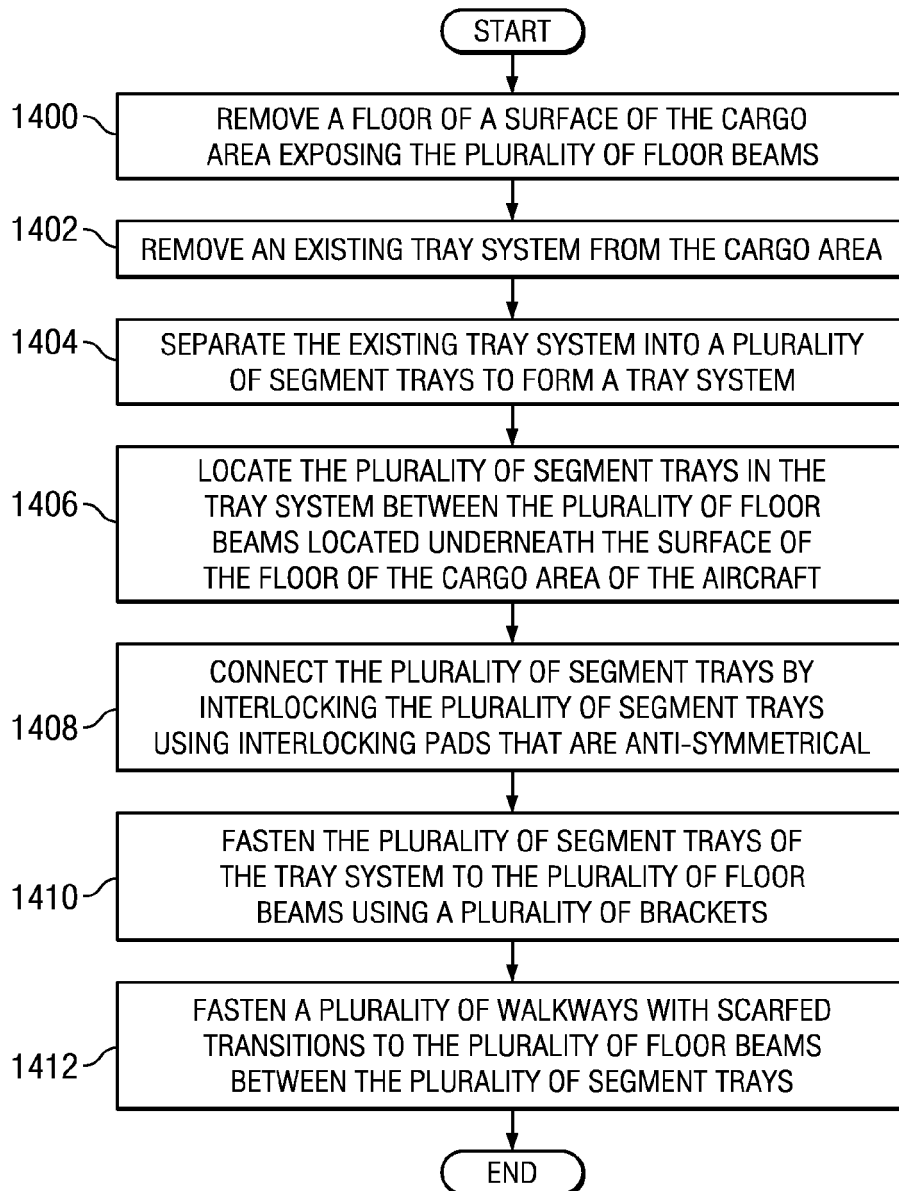 START
1400
REMOVE A FLOOR OF A SURFACE OF THE CARGO
AREA EXPOSING THE PLURALITY OF FLOOR BEAMS
1402
REMOVE AN EXISTING TRAY SYSTEM FROM THE CARGO AREA
1404
SEPARATE THE EXISTING TRAY SYSTEM INTO A PLURALITY
OF SEGMENT TRAYS TO FORM A TRAY SYSTEM
1406
LOCATE THE PLURALITY OF SEGMENT TRAYS IN THE
TRAY SYSTEM BETWEEN THE PLURALITY OF FLOOR
BEAMS LOCATED UNDERNEATH THE SURFACE OF
THE FLOOR OF THE CARGO AREA OF THE AIRCRAFT
1408
CONNECT THE PLURALITY OF SEGMENT TRAYS BY
INTERLOCKING THE PLURALITY OF SEGMENT TRAYS
USING INTERLOCKING PADS THAT ARE ANTI-SYMMETRICAL
1410
FASTEN THE PLURALITY OF SEGMENT TRAYS OF
THE TRAY SYSTEM TO THE PLURALITY OF FLOOR
BEAMS USING A PLURALITY OF BRACKETS
1412
FASTEN A PLURALITY OF WALKWAYS WITH SCARFED
TRANSITIONS TO THE PLURALITY OF FLOOR BEAMS
BETWEEN THE PLURALITY OF SEGMENT TRAYS
END